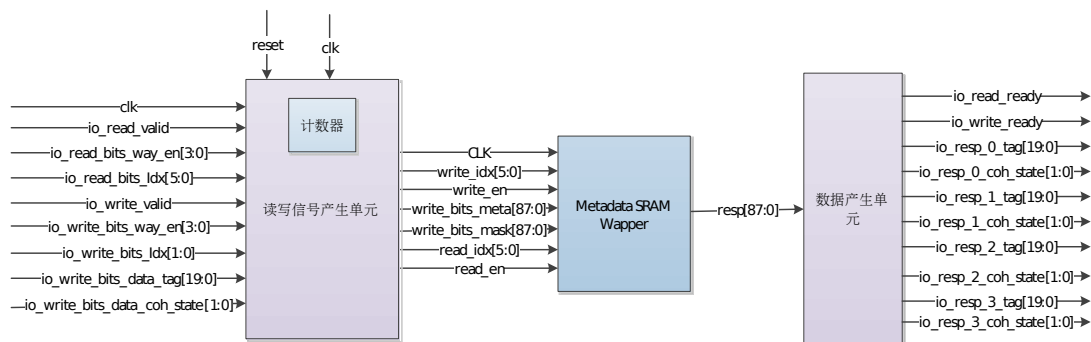 reset
clk
clk
io_read_valid
io_read_bits_way_en[3:0]
io_read_bits_Idx[5:0]
io_write_valid
io_write_bits_way_en[3:0]
io_write_bits_Idx[1:0]
io_write_bits_data_tag[19:0]
io_write_bits_data_coh_state[1:0]
计数器
读写信号产生单元
CLK
write_idx[5:0]
write_en
write_bits_meta[87:0]
write_bits_mask[87:0]
read_idx[5:0]
read_en
Metadata SRAM
Wapper
resp[87:0]
数据产生单
元
io_read_ready
io_write_ready
io_resp_0_tag[19:0]
io_resp_0_coh_state[1:0]
io_resp_1_tag[19:0]
io_resp_1_coh_state[1:0]
io_resp_2_tag[19:0]
io_resp_2_coh_state[1:0]
io_resp_3_tag[19:0]
io_resp_3_coh_state[1:0]